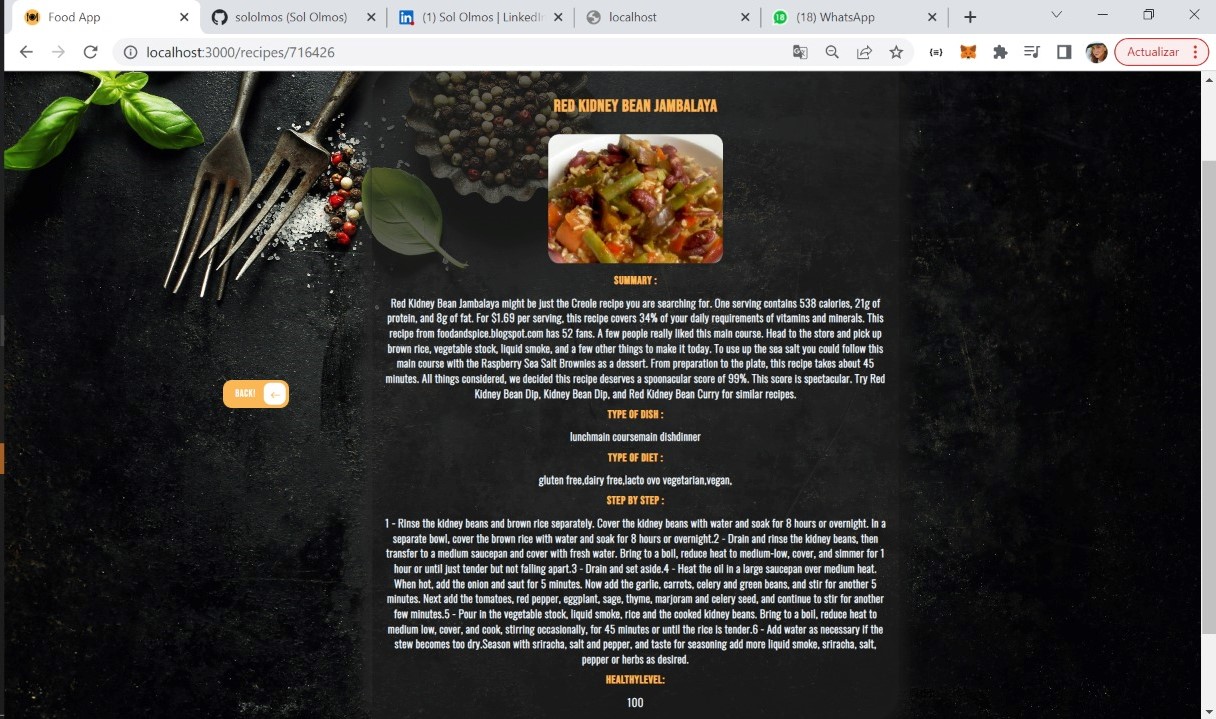 Food App
sololmos (Sol Olmos)
(1) Sol Olmos | LinkedIn
localhost
18
(18) WhatsApp
localhost:3000/recipes/716426
Actualizar
RED KIDNEY BEAN JAMBALAYA
SUMMARY :
Red Kidney Bean Jambalaya might be just the Creole recipe you are searching for. One serving contains 538 calories, 21g of
protein, and 8g of fat. For $1.69 per serving, this recipe covers 34% of your daily requirements of vitamins and minerals. This
recipe from foodandspice.blogspot.com has 52 fans. A few people really liked this main course. Head to the store and pick up
brown rice, vegetable stock, liquid smoke, and a few other things to make it today. To use up the sea salt you could follow this
main course with the Raspberry Sea Salt Brownies as a dessert. From preparation to the plate, this recipe takes about 45
minutes. All things considered, we decided this recipe deserves a spoonacular score of 99%. This score is spectacular. Try Red
Kidney Bean Dip, Kidney Bean Dip, and Red Kidney Bean Curry for similar recipes.
BACK!
TYPE OF DISH :
lunchmain coursemain dishdinner
TYPE OF DIET :
gluten free,dairy free,lacto ovo vegetarian,vegan,
STEP BY STEP :
1 - Rinse the kidney beans and brown rice separately. Cover the kidney beans with water and soak for 8 hours or overnight. In a
separate bowl, cover the brown rice with water and soak for 8 hours or overnight.2 - Drain and rinse the kidney beans, then
transfer to a medium saucepan and cover with fresh water. Bring to a boil, reduce heat to medium-low, cover, and simmer for 1
hour or until just tender but not falling apart.3 - Drain and set aside.4 - Heat the oil in a large saucepan over medium heat.
When hot, add the onion and saut for 5 minutes. Now add the garlic, carrots, celery and green beans, and stir for another 5
minutes. Next add the tomatoes, red pepper, eggplant, sage, thyme, marjoram and celery seed, and continue to stir for another
few minutes.5 - Pour in the vegetable stock, liquid smoke, rice and the cooked kidney beans. Bring to a boil, reduce heat to
medium low, cover, and cook, stirring occasionally, for 45 minutes or until the rice is tender.6 - Add water as necessary if the
stew becomes too dry.Season with sriracha, salt and pepper, and taste for seasoning add more liquid smoke, sriracha, salt,
pepper or herbs as desired.
HEALTHYLEVEL:
100